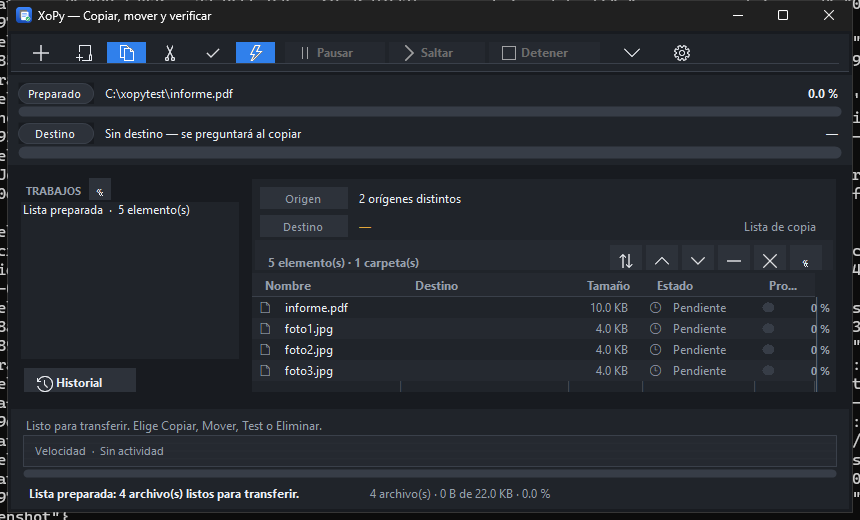 XoPy — Copiar, mover y verificar
Pausar Saltar Detener
Preparado C:\xopytest\informe.pdf 0.0 %
Destino Sin destino — se preguntará al copiar —
TRABAJOS «
Lista preparada · 5 elemento(s)
Historial
Origen 2 orígenes distintos
Destino — Lista de copia
5 elemento(s) · 1 carpeta(s)
Nombre Destino Tamaño Estado Pro...
informe.pdf 10.0 KB Pendiente 0 %
foto1.jpg 4.0 KB Pendiente 0 %
foto2.jpg 4.0 KB Pendiente 0 %
foto3.jpg 4.0 KB Pendiente 0 %
Listo para transferir. Elige Copiar, Mover, Test o Eliminar.
Velocidad · Sin actividad
Lista preparada: 4 archivo(s) listos para transferir. 4 archivo(s) · 0 B de 22.0 KB · 0.0 %